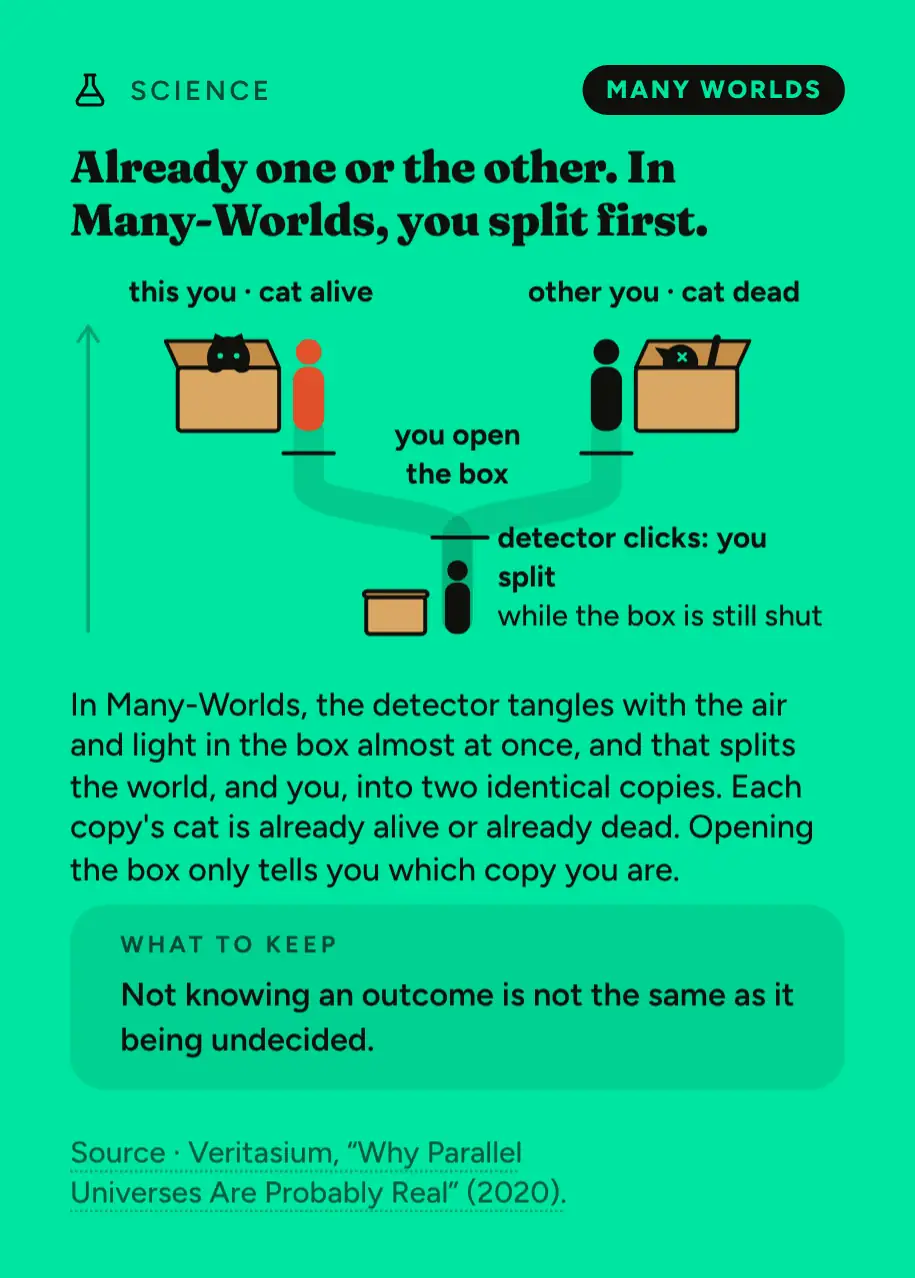 SCIENCE
MANY WORLDS
Already one or the other. In
Many-Worlds, you split first.
this you · cat alive
other you · cat dead
you open
the box
detector clicks: you
split
while the box is still shut
In Many-Worlds, the detector tangles with the air
and light in the box almost at once, and that splits
the world, and you, into two identical copies. Each
copy's cat is already alive or already dead. Opening
the box only tells you which copy you are.
WHAT TO KEEP
Not knowing an outcome is not the same as it
being undecided.
Source · Veritasium, “Why Parallel
Universes Are Probably Real” (2020).